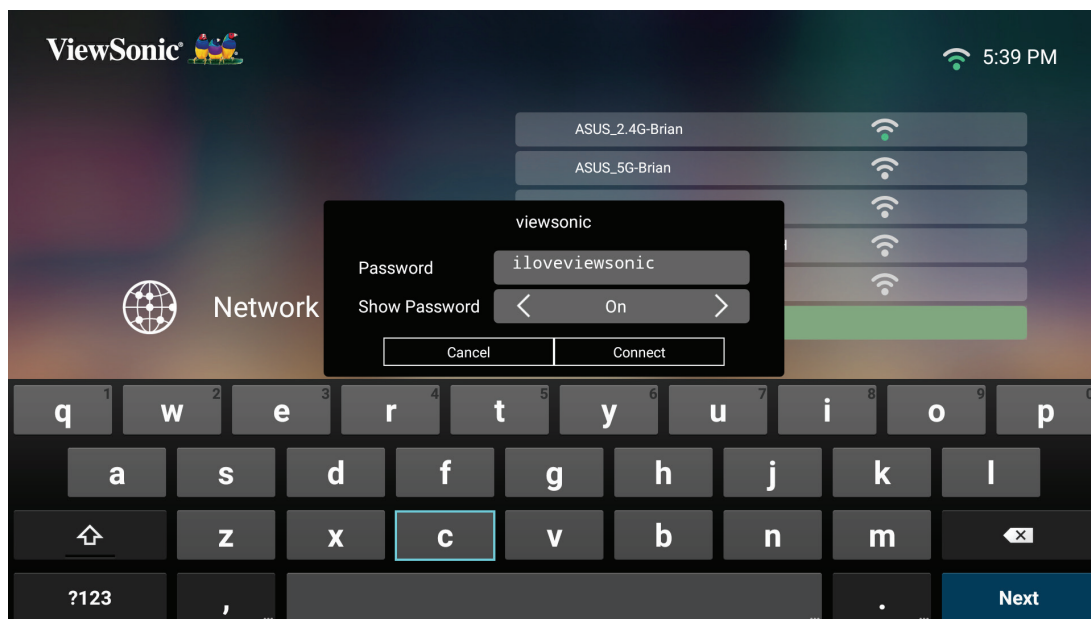 ViewSonic®
5:39 PM
ASUS_2.4G-Brian
ASUS_5G-Brian
viewsonic
Password iloveviewsonic
Show Password On
Cancel Connect
Network
q 1 w 2 e 3 r 4 t 5 y 6 u 7 i 8 o 9 p 0
a s d f g h j k l
z x c v b n m
?123 , . Next